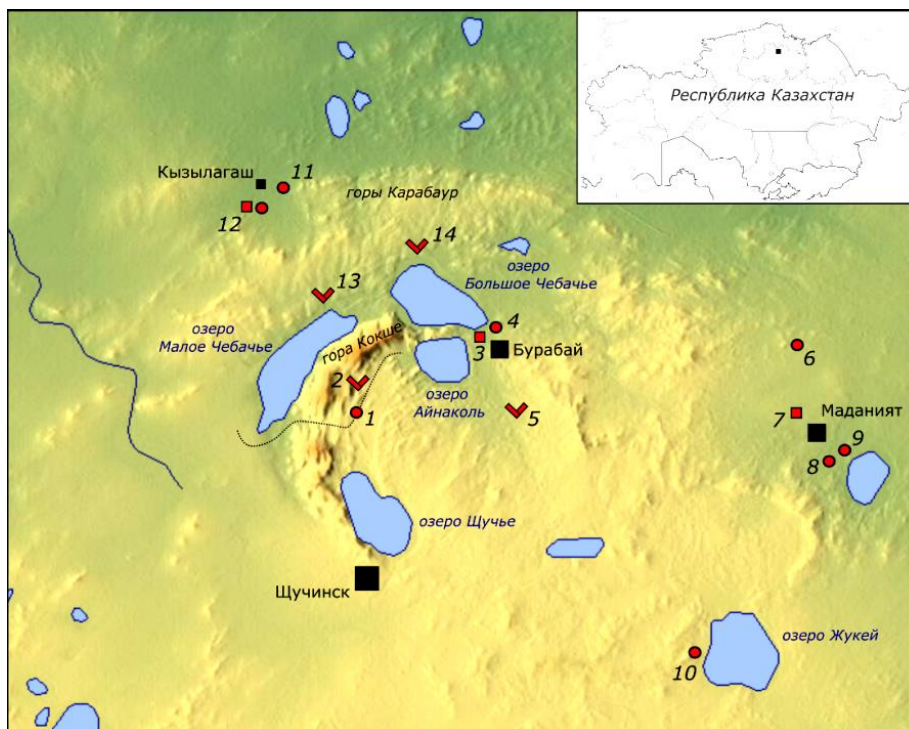 Республика Казахстан
Кызылагаш
11
горы Карабаур
12
14
озеро
Большое Чебачье
13
озеро
Малое Чебачье
гора Кокше
4
3
Бурабай
6
2
озеро
Айнаколь
1
5
7
Маданият
9
8
озеро Щучье
Щучинск
озеро Жукей
10